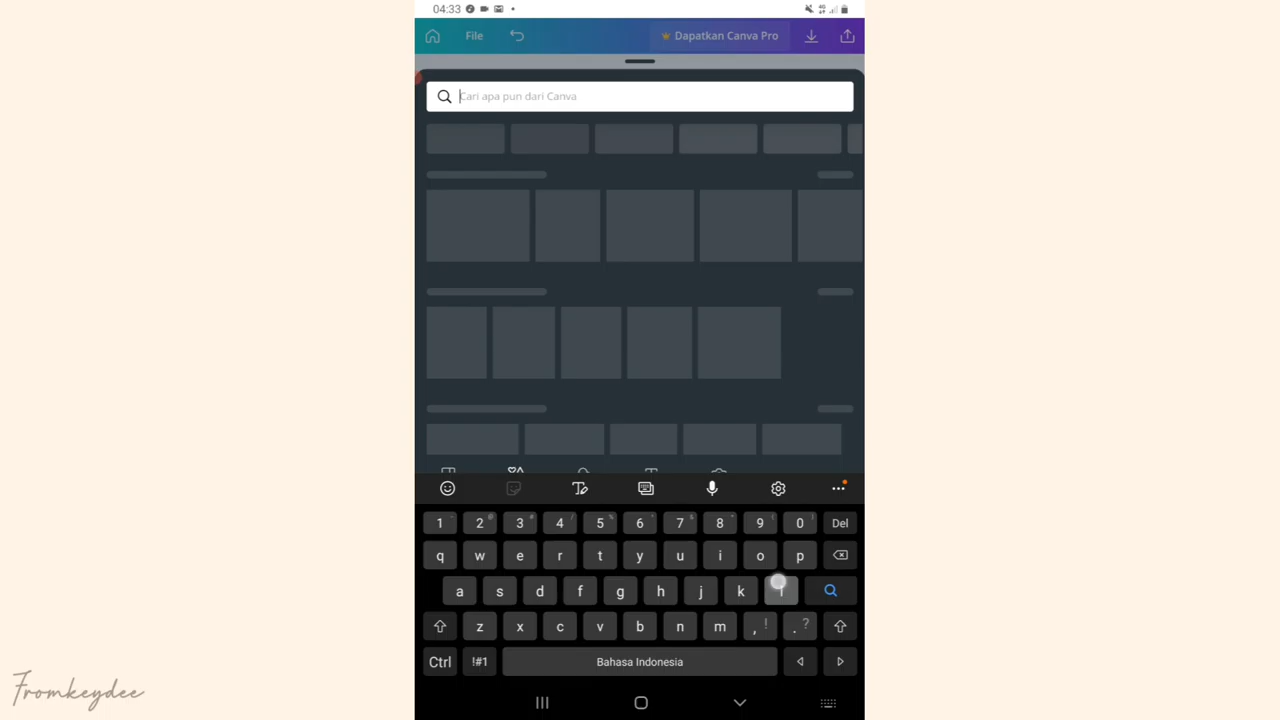 04:33
File
Dapatkan Canva Pro
Cari apa pun dari Canva
1 2 3 4 5 6 7 8 9 0 Del
q w e r t y u i o p
a s d f g h j k l
z x c v b n m , ! . ?
Ctrl !#1 Bahasa Indonesia
Fromkeydee